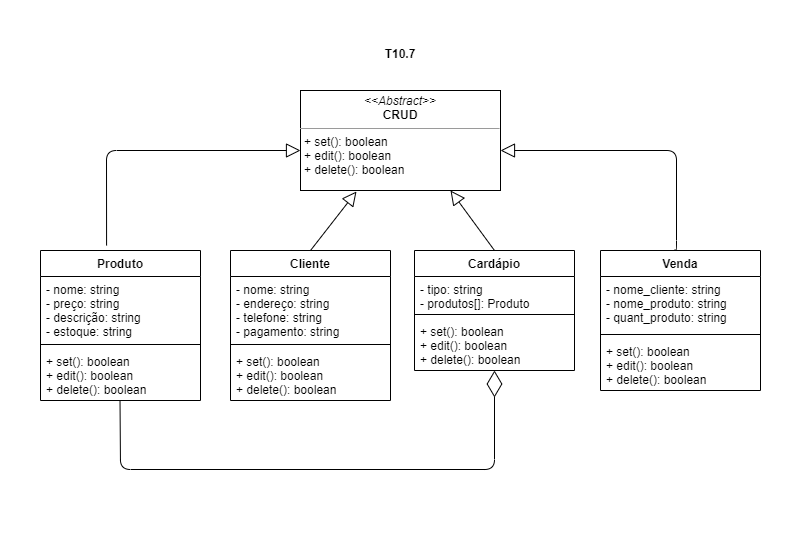 T10.7
<<Abstract>>
CRUD
+ set(): boolean
+ edit(): boolean
+ delete(): boolean
Produto
- nome: string
- preço: string
- descrição: string
- estoque: string
+ set(): boolean
+ edit(): boolean
+ delete(): boolean
Cliente
- nome: string
- endereço: string
- telefone: string
- pagamento: string
+ set(): boolean
+ edit(): boolean
+ delete(): boolean
Cardápio
- tipo: string
- produtos[]: Produto
+ set(): boolean
+ edit(): boolean
+ delete(): boolean
Venda
- nome_cliente: string
- nome_produto: string
- quant_produto: string
+ set(): boolean
+ edit(): boolean
+ delete(): boolean